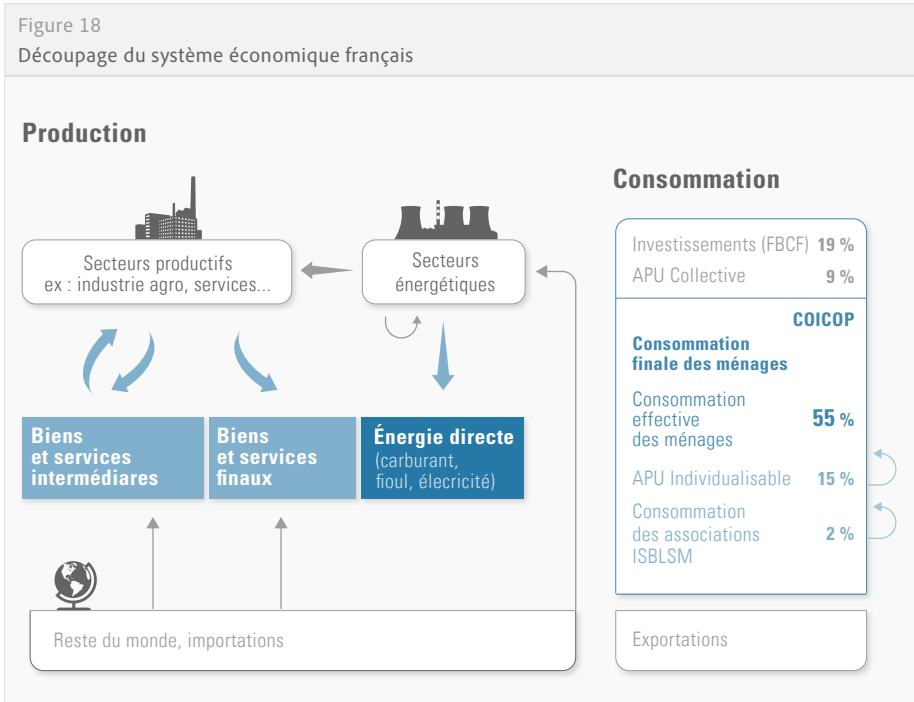 Figure 18
Découpage du système économique français
Production
Secteurs productifs
ex : industrie agro, services...
Secteurs
énergétiques
Biens
et services
intermédiares
Biens
et services
finaux
Énergie directe
(carburant,
fioul, élecricité)
Reste du monde, importations
Consommation
Investissements (FBCF) 19 %
APU Collective 9 %
COICOP
Consommation
finale des ménages
Consommation
effective
des ménages 55 %
APU Individualisable 15 %
Consommation
des associations 2 %
ISBLSM
Exportations